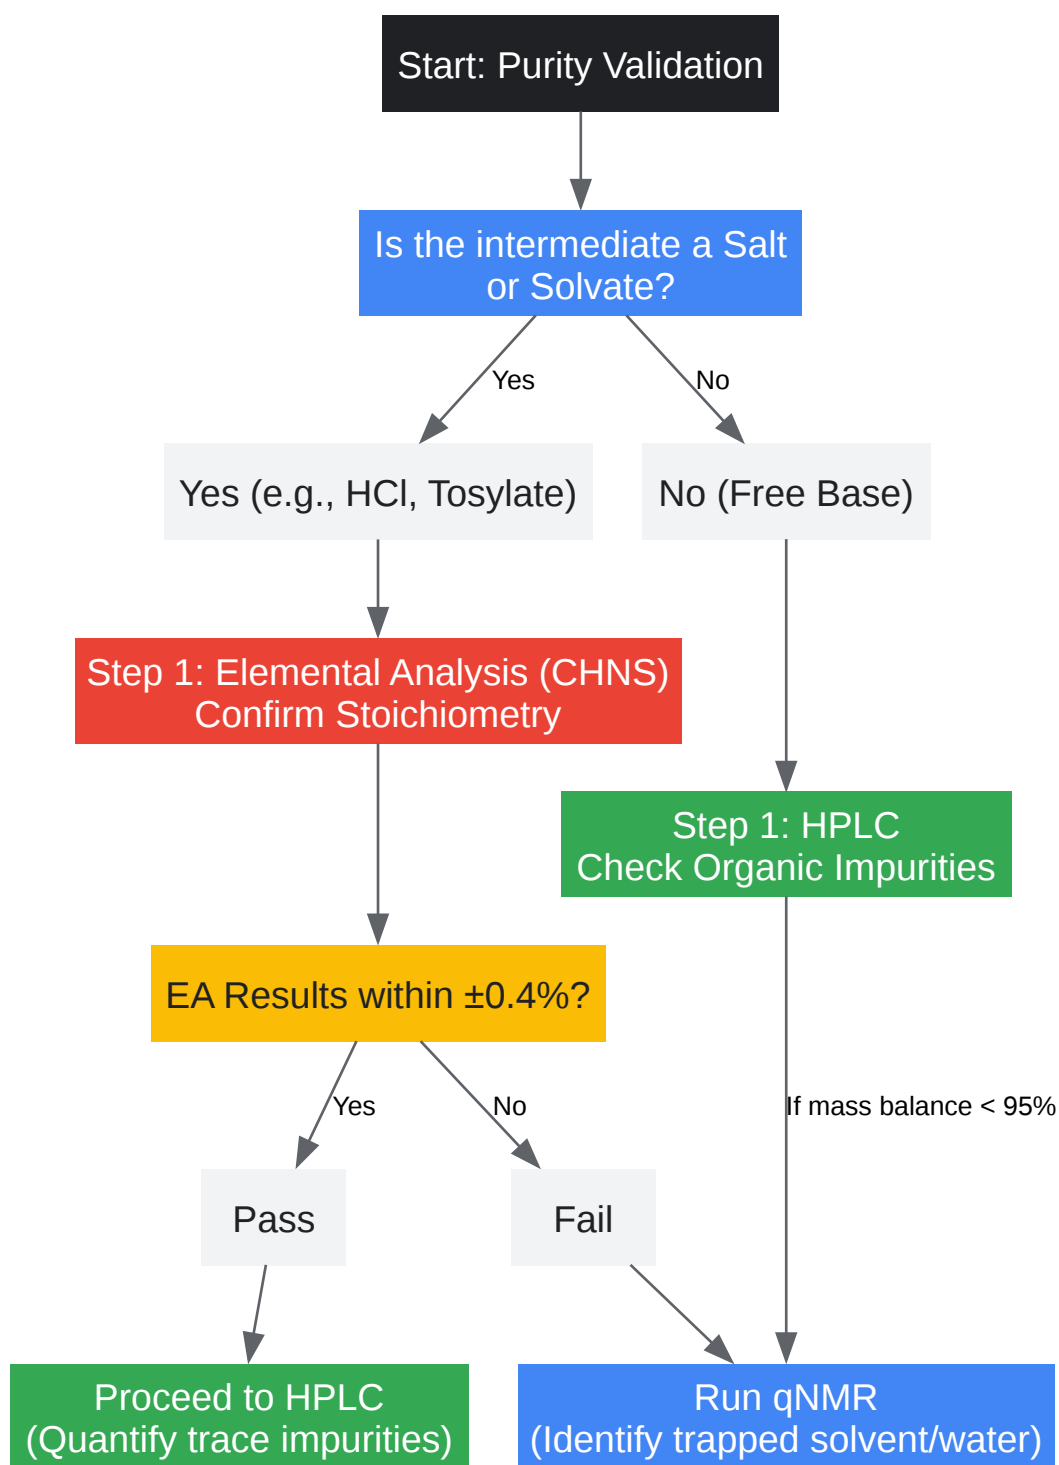 Start: Purity Validation
Is the intermediate a Salt
or Solvate?
Yes
No
Yes (e.g., HCl, Tosylate)
No (Free Base)
Step 1: Elemental Analysis (CHNS)
Confirm Stoichiometry
Step 1: HPLC
Check Organic Impurities
EA Results within ±0.4%?
Yes
No
If mass balance < 95%
Pass
Fail
Proceed to HPLC
(Quantify trace impurities)
Run qNMR
(Identify trapped solvent/water)